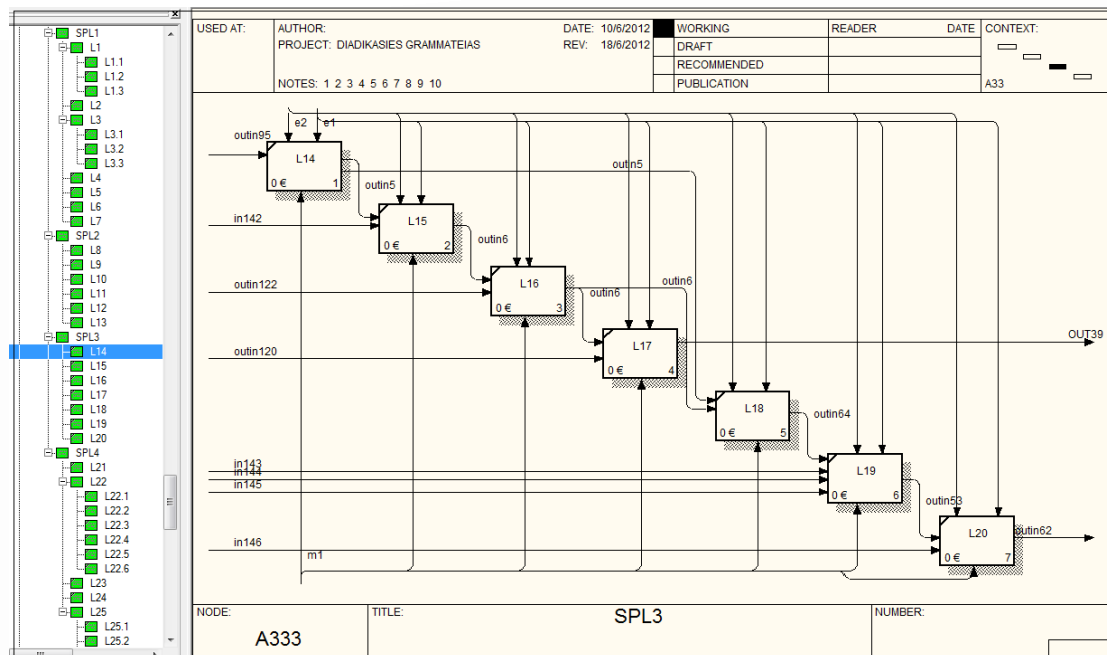 SPL1
L1
L1.1
L1.2
L1.3
L2
L3
L3.1
L3.2
L3.3
L4
L5
L6
L7
SPL2
L8
L9
L10
L11
L12
L13
SPL3
L14
L15
L16
L17
L18
L19
L20
SPL4
L21
L22
L22.1
L22.2
L22.3
L22.4
L22.5
L22.6
L23
L24
L25
L25.1
L25.2
USED AT: AUTHOR: DATE: 10/6/2012 WORKING READER DATE CONTEXT:
PROJECT: DIADIKASIES GRAMMATEIAS REV: 18/6/2012 DRAFT
RECOMMENDED
NOTES: 1 2 3 4 5 6 7 8 9 10 PUBLICATION A33
e2 e1
outin95
L14
0 € 1
outin5
outin5
in142
L15
0 € 2
outin6
outin122
L16
0 € 3
outin6
outin6
outin120
L17
0 € 4
OUT39
L18
0 € 5
outin64
in143
in144
in145
L19
0 € 6
outin53
in146
m1
L20
0 € 7
outin62
NODE: TITLE: SPL3 NUMBER:
A333